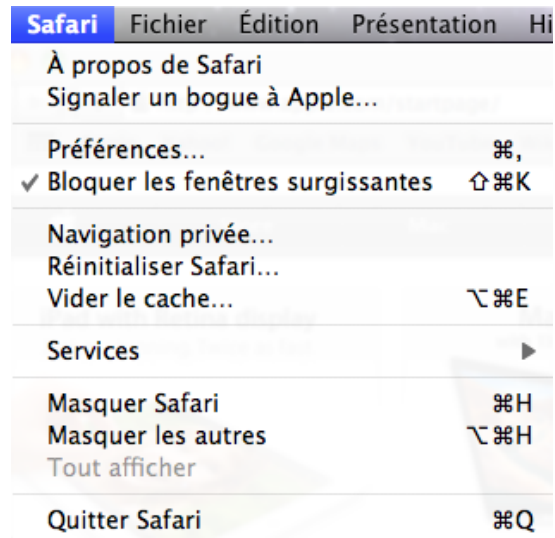 Safari Fichier Édition Présentation Hi
À propos de Safari
Signaler un bogue à Apple...
Préférences... ⌘,
✓ Bloquer les fenêtres surgissantes ⇧⌘K
Navigation privée...
Réinitialiser Safari...
Vider le cache... ⌥⌘E
Services ▶
Masquer Safari ⌘H
Masquer les autres ⌥⌘H
Tout afficher
Quitter Safari ⌘Q